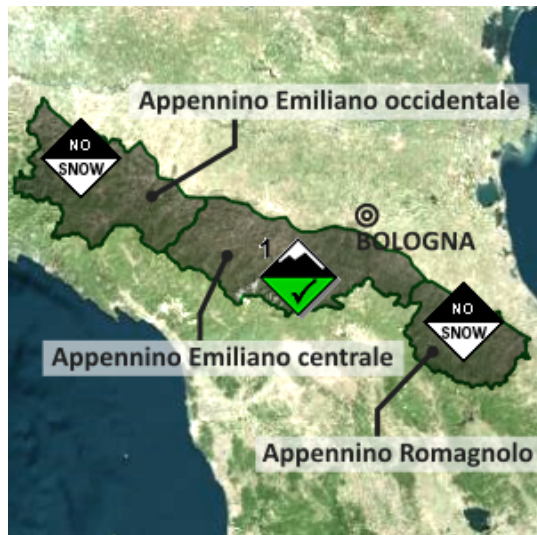 Appennino Emiliano occidentale
NO
SNOW
BOLOGNA
1
NO
SNOW
Appennino Emiliano centrale
Appennino Romagnolo